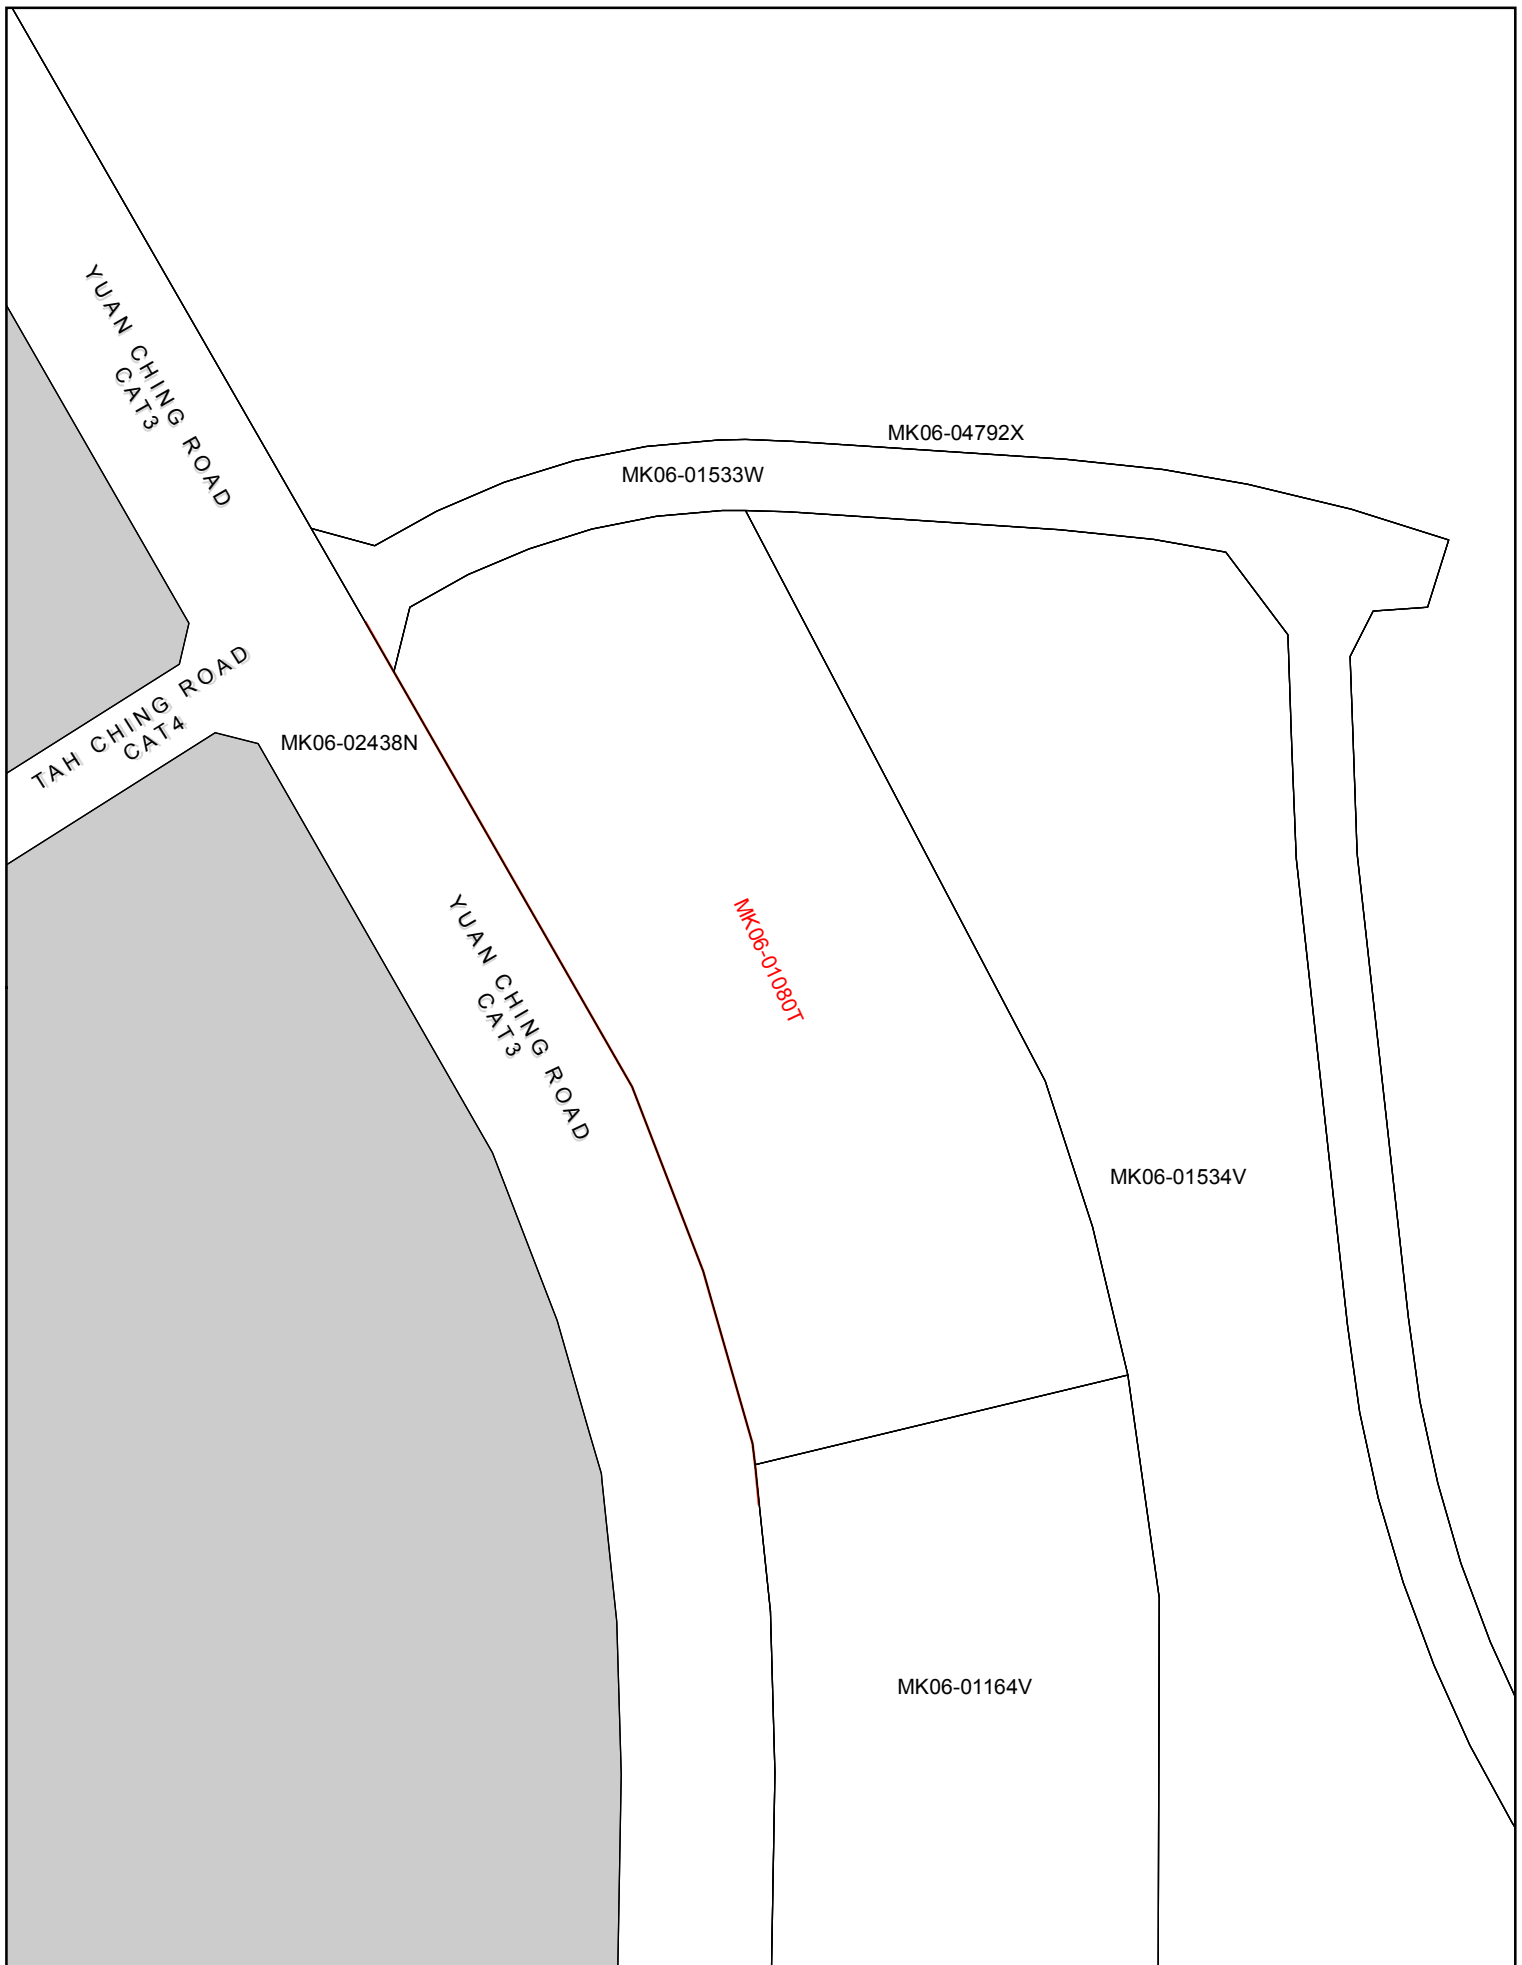 YUAN CHING ROAD
CAT3
MK06-04792X
MK06-01533W
TAH CHING ROAD
CAT4
MK06-02438N
YUAN CHING ROAD
CAT3
MK06-01080T
MK06-01534V
MK06-01164V